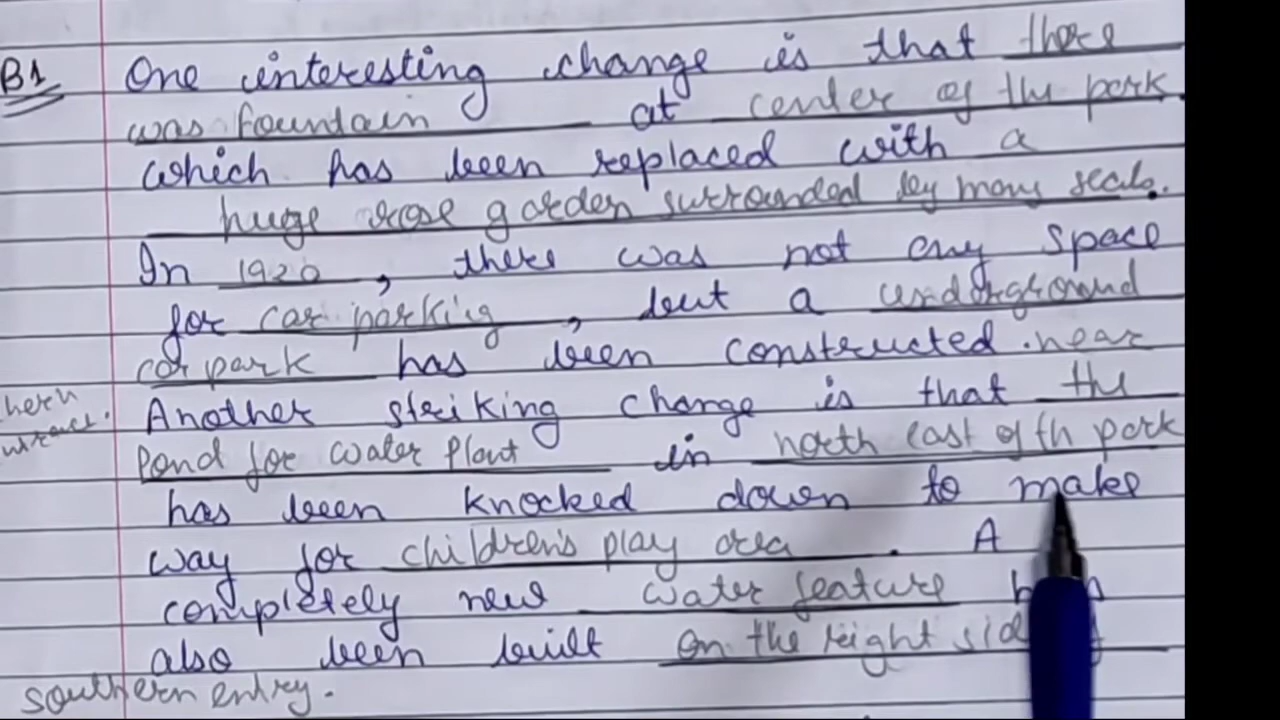 B1 One interesting change is that there
was fountain at center of the park
which has been replaced with a
huge rose garden surrounded by many seats.
In 1920, there was not any space
for car parking, but a underground
car park has been constructed. near
Another striking change is that the
Pond for water plant in north east of th park
has been knocked down to make
way for children's play area. A
completely new water feature
also been built on the right
southern entry.